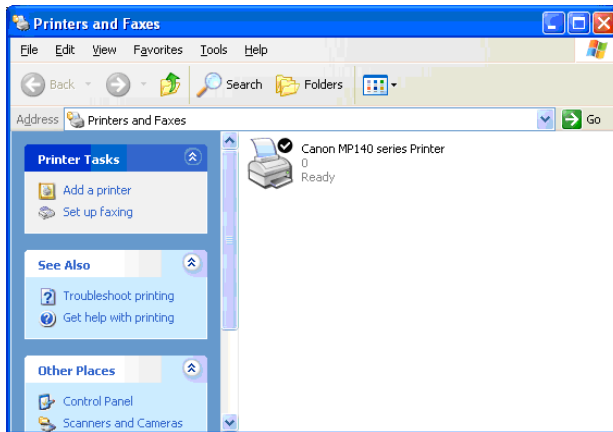 Printers and Faxes
File Edit View Favorites Tools Help
Back Search Folders
Address Printers and Faxes Go
Printer Tasks
Add a printer
Set up faxing
See Also
Troubleshoot printing
Get help with printing
Other Places
Control Panel
Scanners and Cameras
Canon MP140 series Printer
0
Ready